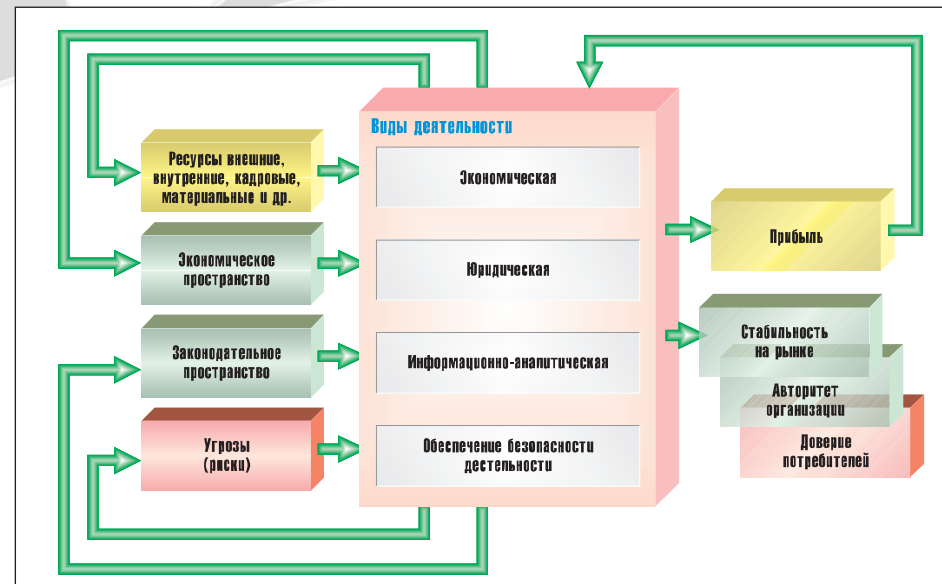 Виды деятельности
Ресурсы внешние,
внутренние, кадровые,
материальные и др.
Экономическое
пространство
Законодательное
пространство
Угрозы
(риски)
Экономическая
Юридическая
Информационно-аналитическая
Обеспечение безопасности
деятельности
Прибыль
Стабильность
на рынке
Авторитет
организации
Доверие
потребителей